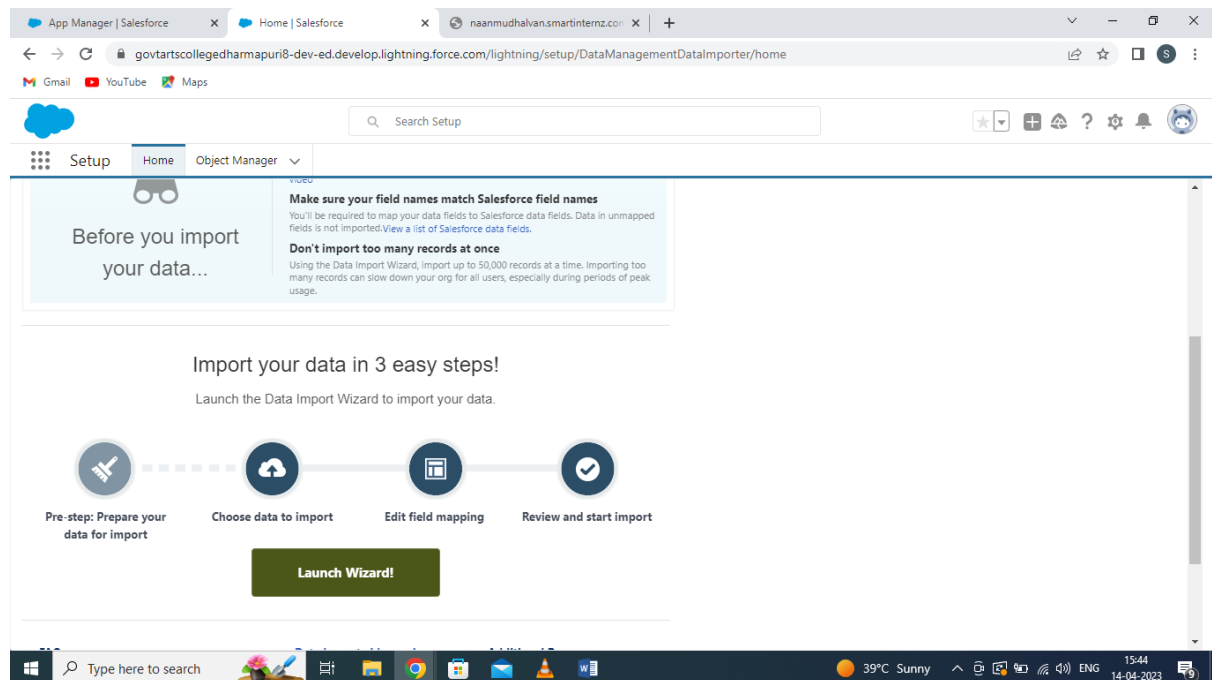 App Manager | Salesforce
Home | Salesforce
naanmudhalvan.smartinternz.con
govtartscollegedharmapuri8-dev-ed.develop.lightning.force.com/lightning/setup/DataManagementDataImporter/home
S
Gmail
YouTube
Maps
Search Setup
Setup
Home
Object Manager
video
Before you import
your data...
Make sure your field names match Salesforce field names
You'll be required to map your data fields to Salesforce data fields. Data in unmapped
fields is not imported.View a list of Salesforce data fields.
Don't import too many records at once
Using the Data Import Wizard, import up to 50,000 records at a time. Importing too
many records can slow down your org for all users, especially during periods of peak
usage.
Import your data in 3 easy steps!
Launch the Data Import Wizard to import your data.
Pre-step: Prepare your
data for import
Choose data to import
Edit field mapping
Review and start import
Launch Wizard!
Type here to search
39°C Sunny
ENG
15:44
14-04-2023
9